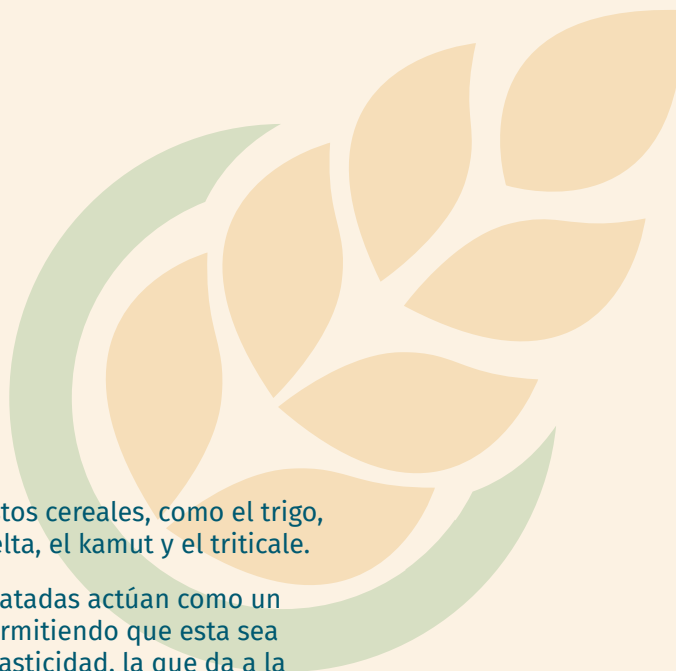 tos cereales, como el trigo,
elta, el kamut y el triticale.
atadas actúan como un
ermitiendo que esta sea
asticidad, la que da a la